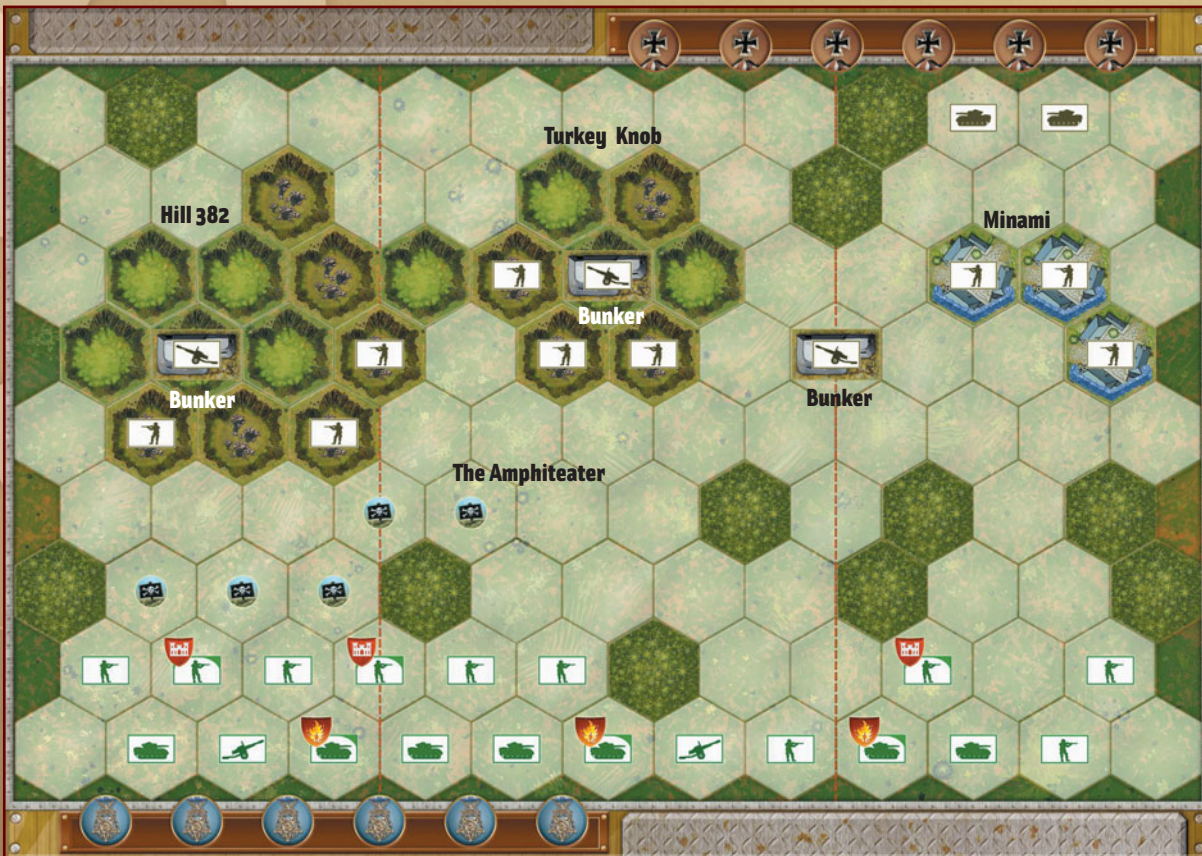 Turkey Knob
Hill 382
Minami
Bunker
Bunker
Bunker
The Amphiteater